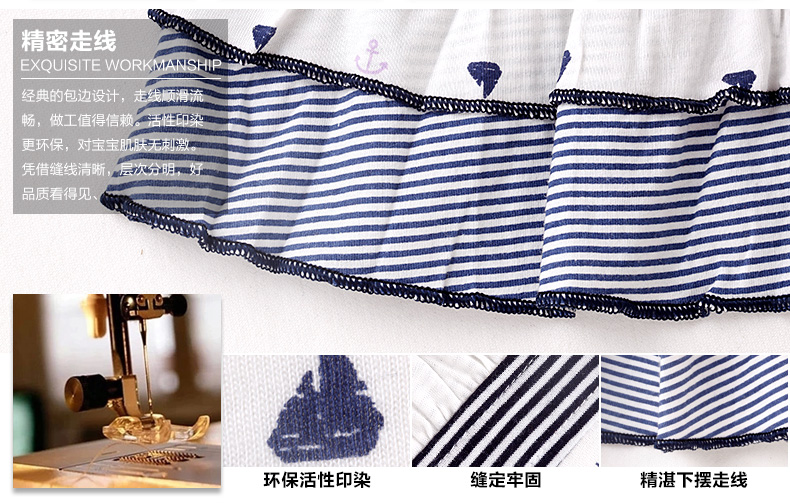 精密走线
EXQUISITE WORKMANSHIP
经典的包边设计，走线顺滑流
畅，做工值得信赖。活性印染
更环保，对宝宝肌肤无刺激。
凭借缝线清晰，层次分明，好
品质看得见、
环保活性印染
缝定牢固
精湛下摆走线